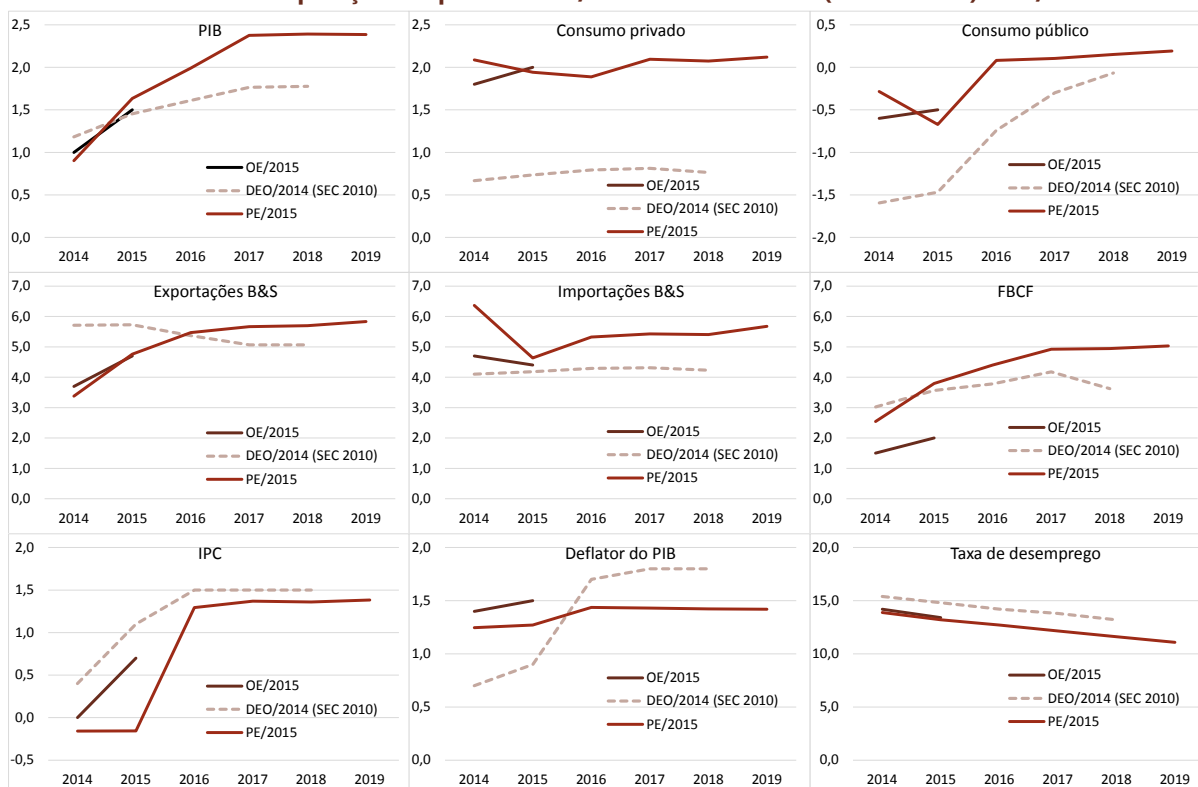 PIB
2,5
2,0
1,5
1,0
0,5
0,0
OE/2015
DEO/2014 (SEC 2010)
PE/2015
2014 2015 2016 2017 2018 2019
Consumo privado
2,5
2,0
1,5
1,0
0,5
0,0
OE/2015
DEO/2014 (SEC 2010)
PE/2015
2014 2015 2016 2017 2018 2019
Consumo público
0,5
0,0
-0,5
-1,0
-1,5
-2,0
OE/2015
DEO/2014 (SEC 2010)
PE/2015
2014 2015 2016 2017 2018 2019
Exportações B&S
7,0
6,0
5,0
4,0
3,0
2,0
1,0
0,0
OE/2015
DEO/2014 (SEC 2010)
PE/2015
2014 2015 2016 2017 2018 2019
Importações B&S
7,0
6,0
5,0
4,0
3,0
2,0
1,0
0,0
OE/2015
DEO/2014 (SEC 2010)
PE/2015
2014 2015 2016 2017 2018 2019
FBCF
7,0
6,0
5,0
4,0
3,0
2,0
1,0
0,0
OE/2015
DEO/2014 (SEC 2010)
PE/2015
2014 2015 2016 2017 2018 2019
IPC
2,0
1,5
1,0
0,5
0,0
-0,5
OE/2015
DEO/2014 (SEC 2010)
PE/2015
2014 2015 2016 2017 2018 2019
Deflator do PIB
2,0
1,5
1,0
0,5
0,0
OE/2015
DEO/2014 (SEC 2010)
PE/2015
2014 2015 2016 2017 2018 2019
Taxa de desemprego
20,0
15,0
10,0
5,0
0,0
OE/2015
DEO/2014 (SEC 2010)
PE/2015
2014 2015 2016 2017 2018 2019